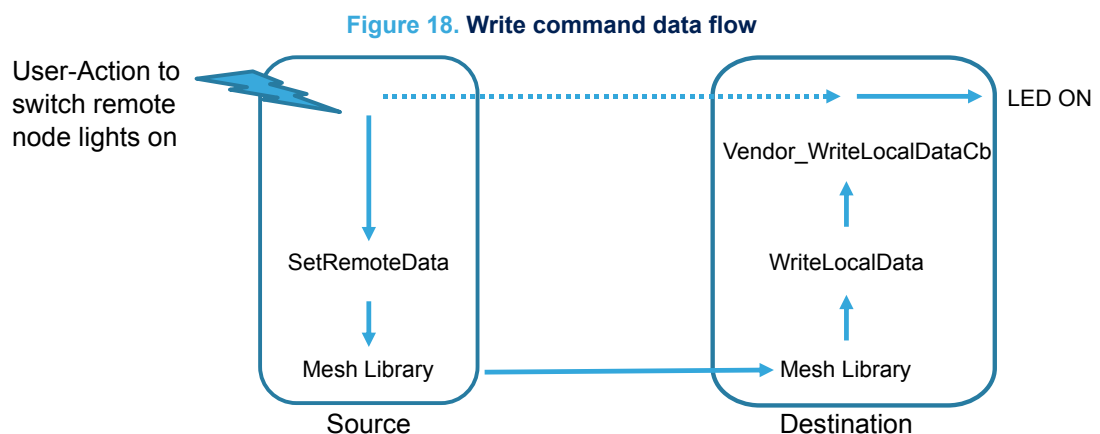 Figure 18. Write command data flow
User-Action to
switch remote
node lights on
LED ON
Vendor_WriteLocalDataCb
SetRemoteData
WriteLocalData
Mesh Library
Mesh Library
Source
Destination